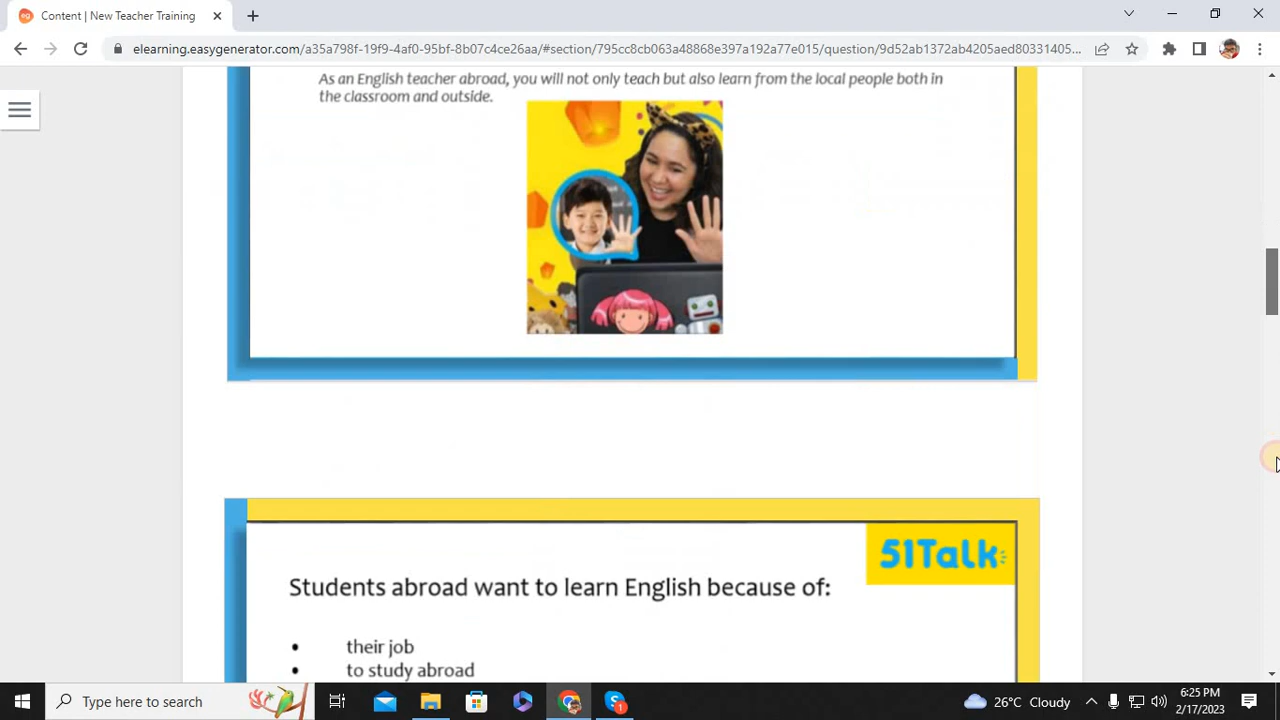 Content | New Teacher Training
elearning.easygenerator.com/a35a798f-19f9-4af0-95bf-8b07c4ce26aa/#section/795cc8cb063a48868e397a192a77e015/question/9d52ab1372ab4205aed80331405...
As an English teacher abroad, you will not only teach but also learn from the local people both in
the classroom and outside.
51Talk
Students abroad want to learn English because of:
• their job
• to study abroad
Type here to search
1
26°C Cloudy
6:25 PM
2/17/2023